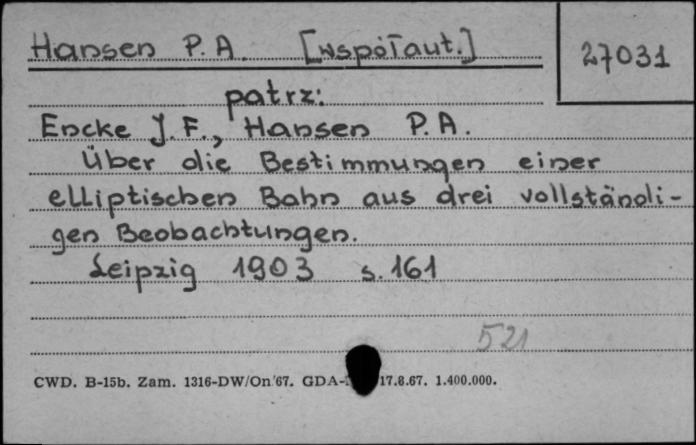 Hansen P. A. [współaut.]
27031
patrz:
Encke J. F., Hansen P. A.
Über die Bestimmungen einer
elliptischen Bahn aus drei vollständi-
gen Beobachtungen.
Leipzig 1903 s. 161
521
CWD. B-15b. Zam. 1316-DW/On/67. GDA- 17.8.67. 1.400.000.